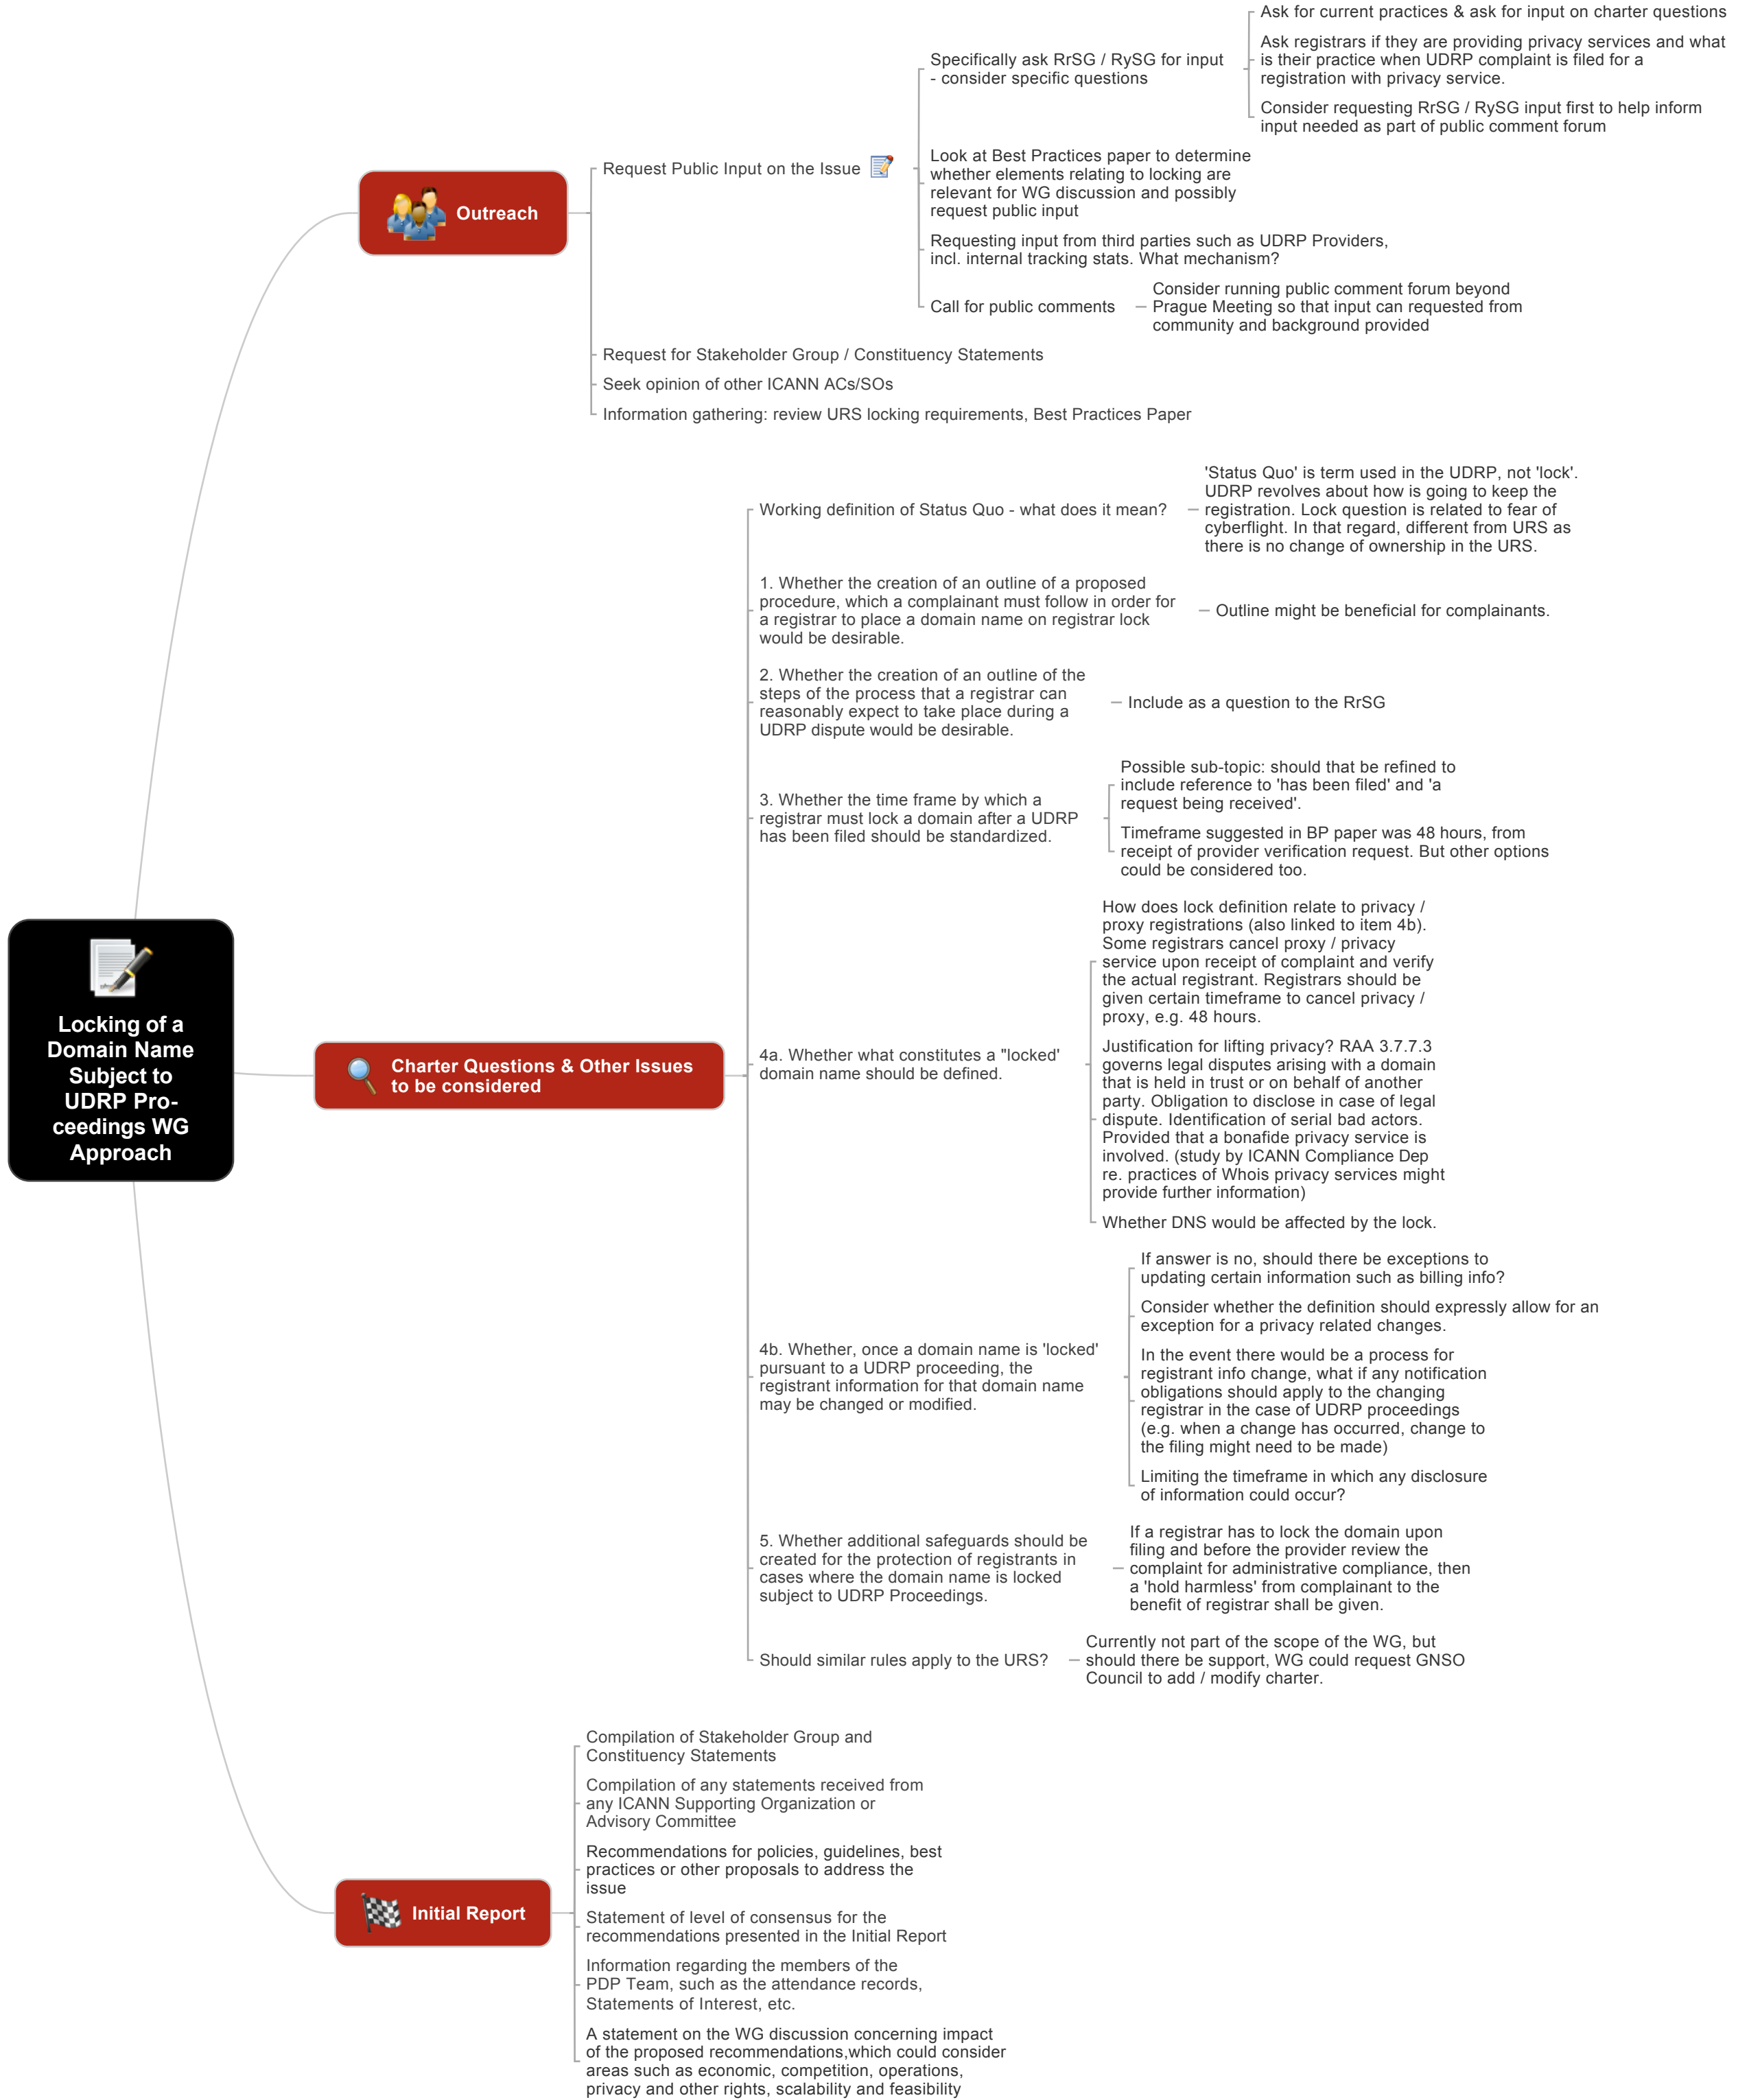 Locking of a
Domain Name
Subject to
UDRP Pro-
ceedings WG
Approach
Outreach
Request Public Input on the Issue
Specifically ask RrSG / RySG for input
- consider specific questions
Ask for current practices & ask for input on charter questions
Ask registrars if they are providing privacy services and what
is their practice when UDRP complaint is filed for a
registration with privacy service.
Consider requesting RrSG / RySG input first to help inform
input needed as part of public comment forum
Look at Best Practices paper to determine
whether elements relating to locking are
relevant for WG discussion and possibly
request public input
Requesting input from third parties such as UDRP Providers,
incl. internal tracking stats. What mechanism?
Call for public comments
Consider running public comment forum beyond
Prague Meeting so that input can requested from
community and background provided
Request for Stakeholder Group / Constituency Statements
Seek opinion of other ICANN ACs/SOs
Information gathering: review URS locking requirements, Best Practices Paper
Charter Questions & Other Issues
to be considered
Working definition of Status Quo - what does it mean?
'Status Quo' is term used in the UDRP, not 'lock'.
UDRP revolves about how is going to keep the
registration. Lock question is related to fear of
cyberflight. In that regard, different from URS as
there is no change of ownership in the URS.
1. Whether the creation of an outline of a proposed
procedure, which a complainant must follow in order for
a registrar to place a domain name on registrar lock
would be desirable.
Outline might be beneficial for complainants.
2. Whether the creation of an outline of the
steps of the process that a registrar can
reasonably expect to take place during a
UDRP dispute would be desirable.
Include as a question to the RrSG
3. Whether the time frame by which a
registrar must lock a domain after a UDRP
has been filed should be standardized.
Possible sub-topic: should that be refined to
include reference to 'has been filed' and 'a
request being received'.
Timeframe suggested in BP paper was 48 hours, from
receipt of provider verification request. But other options
could be considered too.
4a. Whether what constitutes a "locked'
domain name should be defined.
How does lock definition relate to privacy /
proxy registrations (also linked to item 4b).
Some registrars cancel proxy / privacy
service upon receipt of complaint and verify
the actual registrant. Registrars should be
given certain timeframe to cancel privacy /
proxy, e.g. 48 hours.
Justification for lifting privacy? RAA 3.7.7.3
governs legal disputes arising with a domain
that is held in trust or on behalf of another
party. Obligation to disclose in case of legal
dispute. Identification of serial bad actors.
Provided that a bonafide privacy service is
involved. (study by ICANN Compliance Dep
re. practices of Whois privacy services might
provide further information)
Whether DNS would be affected by the lock.
4b. Whether, once a domain name is 'locked'
pursuant to a UDRP proceeding, the
registrant information for that domain name
may be changed or modified.
If answer is no, should there be exceptions to
updating certain information such as billing info?
Consider whether the definition should expressly allow for an
exception for a privacy related changes.
In the event there would be a process for
registrant info change, what if any notification
obligations should apply to the changing
registrar in the case of UDRP proceedings
(e.g. when a change has occurred, change to
the filing might need to be made)
Limiting the timeframe in which any disclosure
of information could occur?
5. Whether additional safeguards should be
created for the protection of registrants in
cases where the domain name is locked
subject to UDRP Proceedings.
If a registrar has to lock the domain upon
filing and before the provider review the
complaint for administrative compliance, then
a 'hold harmless' from complainant to the
benefit of registrar shall be given.
Should similar rules apply to the URS?
Currently not part of the scope of the WG, but
should there be support, WG could request GNSO
Council to add / modify charter.
Initial Report
Compilation of Stakeholder Group and
Constituency Statements
Compilation of any statements received from
any ICANN Supporting Organization or
Advisory Committee
Recommendations for policies, guidelines, best
practices or other proposals to address the
issue
Statement of level of consensus for the
recommendations presented in the Initial Report
Information regarding the members of the
PDP Team, such as the attendance records,
Statements of Interest, etc.
A statement on the WG discussion concerning impact
of the proposed recommendations,which could consider
areas such as economic, competition, operations,
privacy and other rights, scalability and feasibility